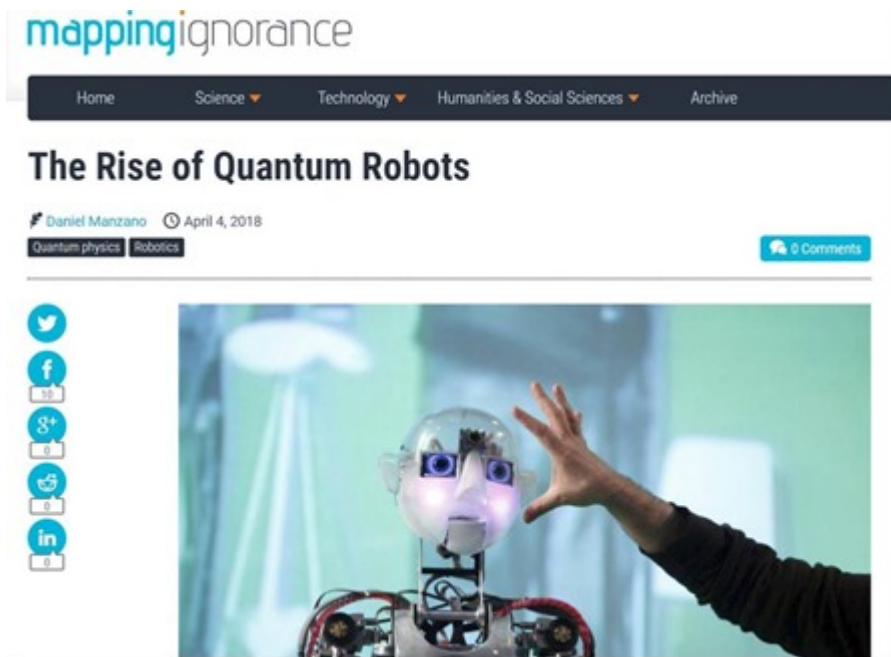 mappingignorance
Home Science Technology Humanities & Social Sciences Archive
The Rise of Quantum Robots
Daniel Manzano April 4, 2018
Quantum physics Robotics
0 Comments
f
10
g+
0
0
in
0